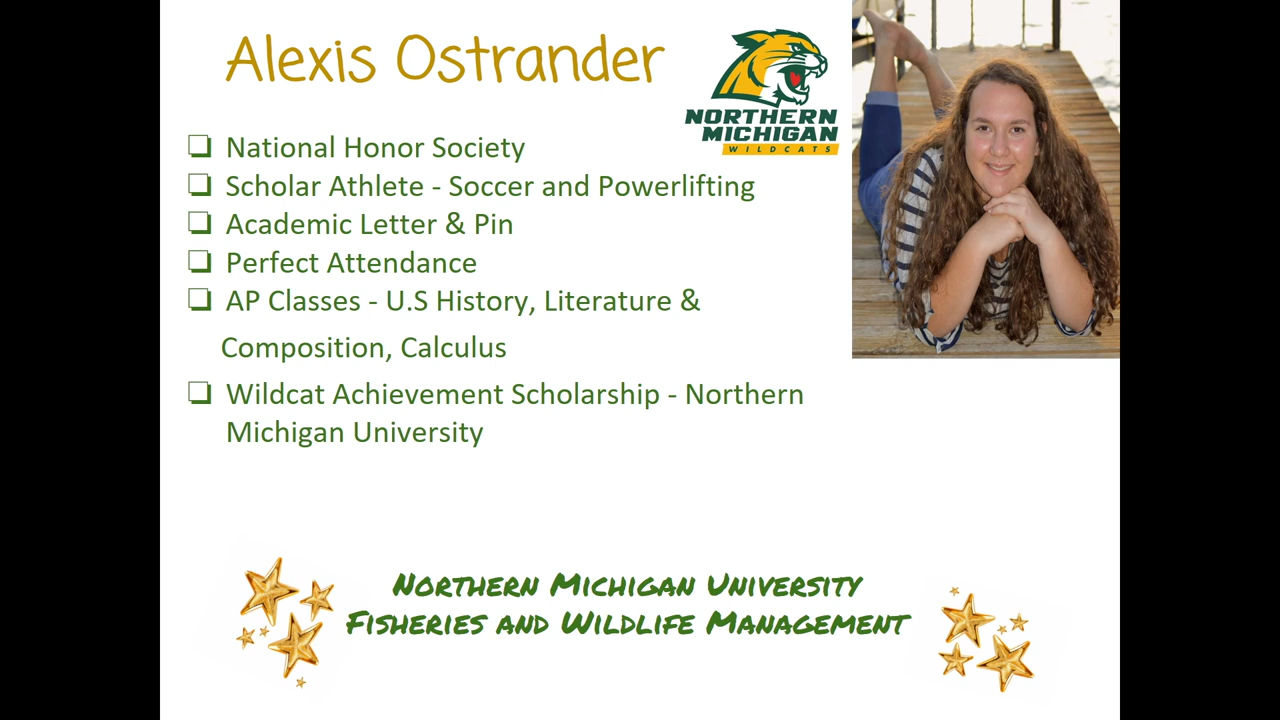 Alexis Ostrander
NORTHERN
MICHIGAN
WILDCATS
❏ National Honor Society
❏ Scholar Athlete - Soccer and Powerlifting
❏ Academic Letter & Pin
❏ Perfect Attendance
❏ AP Classes - U.S History, Literature &
Composition, Calculus
❏ Wildcat Achievement Scholarship - Northern
Michigan University
Northern Michigan University
Fisheries and Wildlife Management